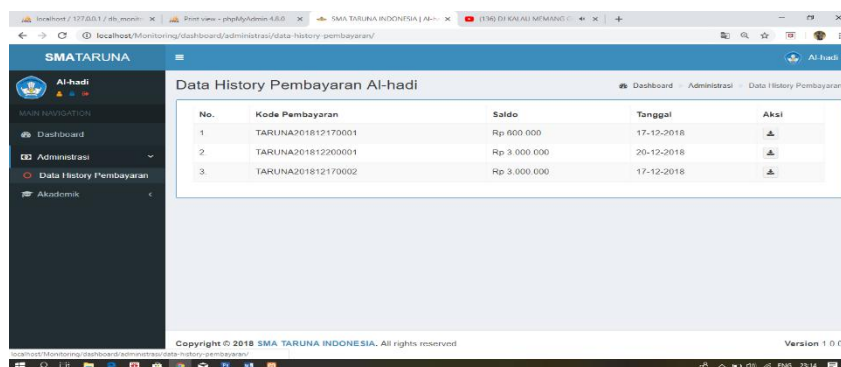 localhost / 127.0.0.1 / db_monito
Print view - phpMyAdmin 4.8.0
SMA TARUNA INDONESIA | Al-h
(136) DJ KALAU MEMANG
localhost/Monitoring/dashboard/administrasi/data-history-pembayaran/
SMATARUNA
Al-hadi
Al-hadi
MAIN NAVIGATION
Dashboard
Administrasi
Data History Pembayaran
Akademik
Data History Pembayaran Al-hadi
Dashboard > Administrasi > Data History Pembayaran
No. Kode Pembayaran Saldo Tanggal Aksi
1. TARUNA201812170001 Rp 600.000 17-12-2018
2. TARUNA201812200001 Rp 3.000.000 20-12-2018
3. TARUNA201812170002 Rp 3.000.000 17-12-2018
Copyright © 2018 SMA TARUNA INDONESIA. All rights reserved
Version 1.0.0
localhost/Monitoring/dashboard/administrasi/data-history-pembayaran/
ENG 23:14